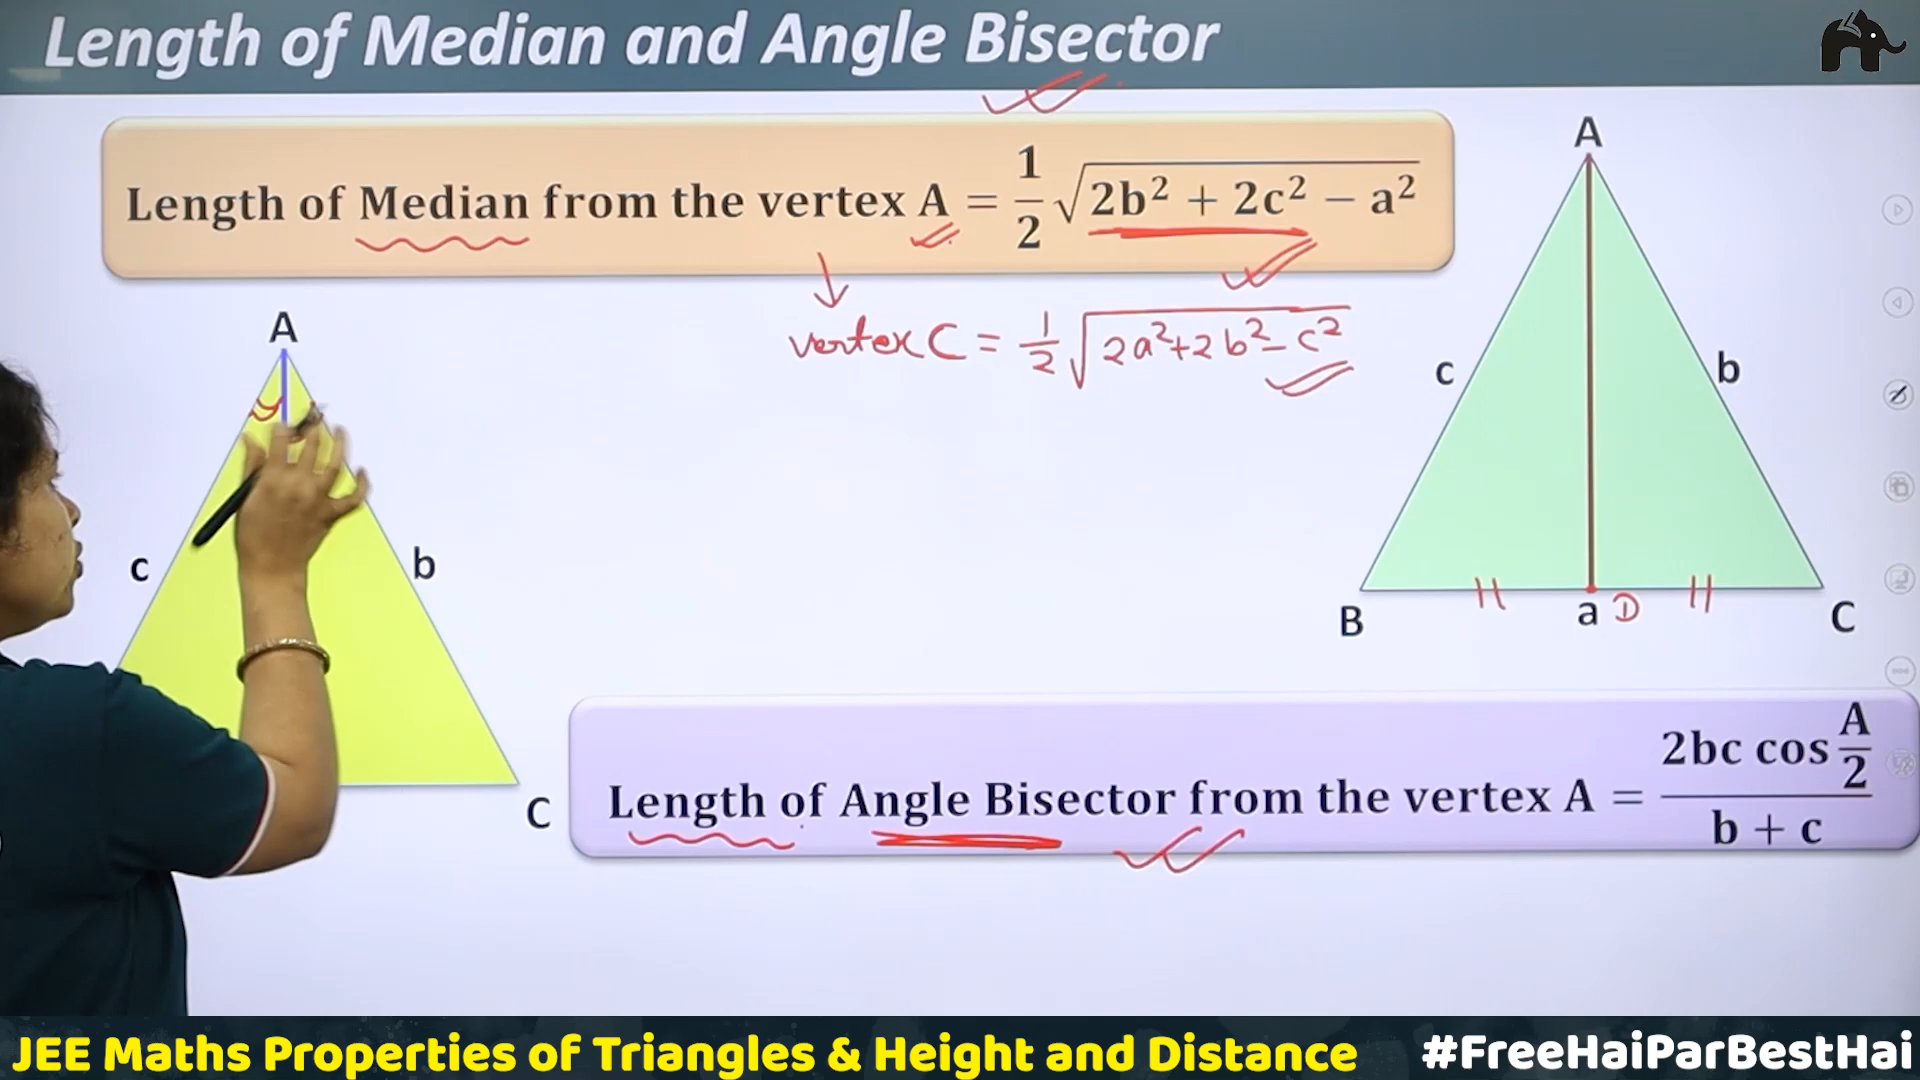 Length of Median and Angle Bisector
Length of Median from the vertex A = 1/2 √(2b² + 2c² − a²)
vertex C = 1/2 √(2a²+2b²−c²)
A
c
b
C
A
c
b
B
a D
C
Length of Angle Bisector from the vertex A = (2bc cos A/2)/(b + c)
JEE Maths Properties of Triangles & Height and Distance
#FreeHaiParBestHai